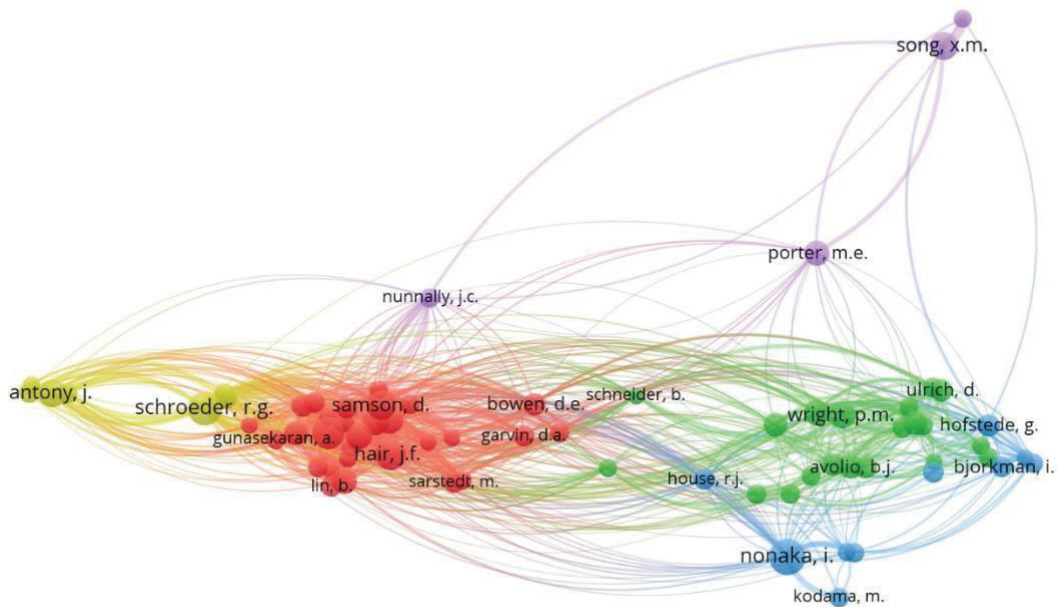 song, x.m.
porter, m.e.
nunnally, j.c.
antony, j.
schroeder, r.g.
samson, d.
bowen, d.e.
schneider, b.
ulrich, d.
wright, p.m.
hofstede, g.
gunasekaran, a.
garvin, d.a.
hair, j.f.
avolio, b.j.
bjorkman, i.
lin, b.
sarstedt, m.
house, r.j.
nonaka, i.
kodama, m.